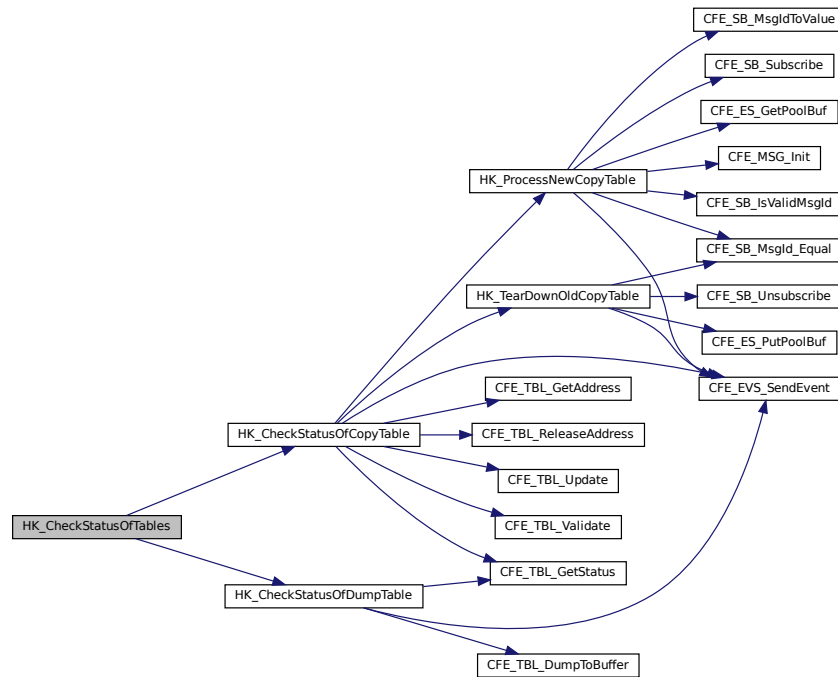 CFE_SB_MsgIdToValue
CFE_SB_Subscribe
CFE_ES_GetPoolBuf
CFE_MSG_Init
HK_ProcessNewCopyTable
CFE_SB_IsValidMsgId
CFE_SB_MsgId_Equal
HK_TearDownOldCopyTable
CFE_SB_Unsubscribe
CFE_ES_PutPoolBuf
CFE_TBL_GetAddress
CFE_EVS_SendEvent
HK_CheckStatusOfCopyTable
CFE_TBL_ReleaseAddress
CFE_TBL_Update
HK_CheckStatusOfTables
CFE_TBL_Validate
CFE_TBL_GetStatus
HK_CheckStatusOfDumpTable
CFE_TBL_DumpToBuffer